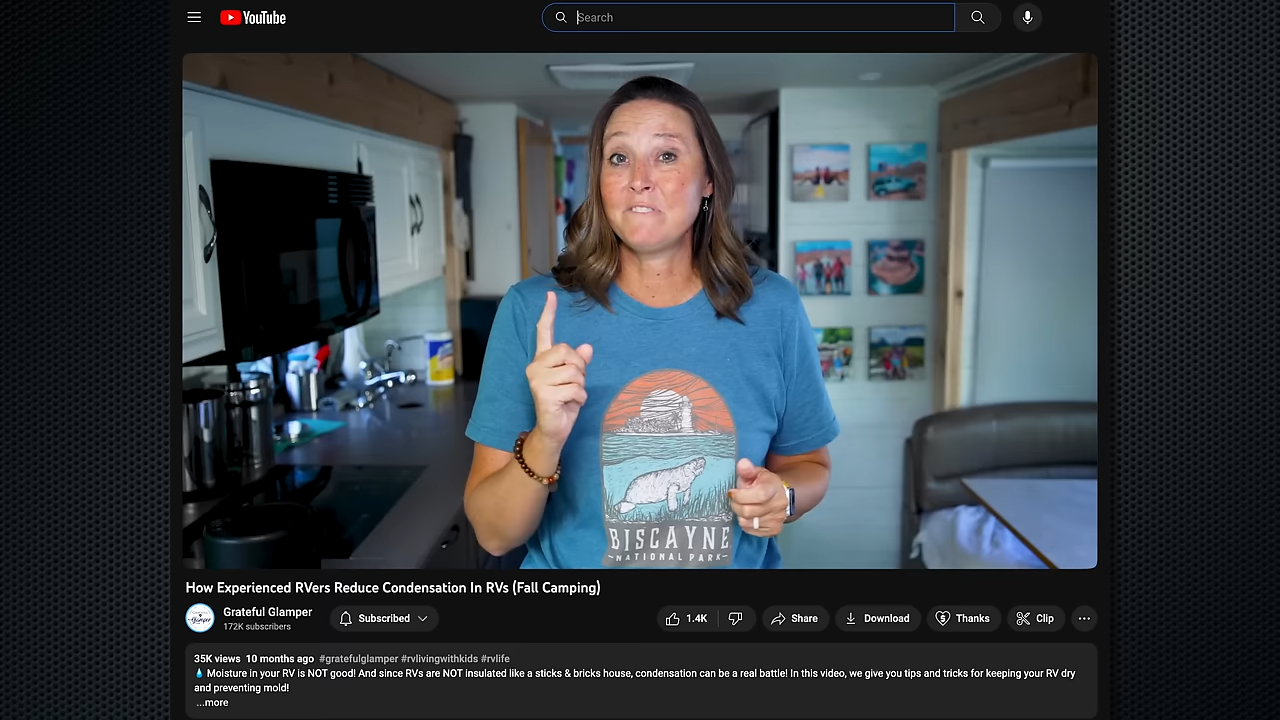 YouTube
Search
BISCAYNE
NATIONAL PARK
How Experienced RVers Reduce Condensation In RVs (Fall Camping)
Grateful Glamper
172K subscribers
Subscribed
1.4K
Share
Download
Thanks
Clip
35K views 10 months ago #gratefulglamper #rvlivingwithkids #rvlife
💧 Moisture in your RV is NOT good! And since RVs are NOT insulated like a sticks & bricks house, condensation can be a real battle! In this video, we give you tips and tricks for keeping your RV dry
and preventing mold!
...more